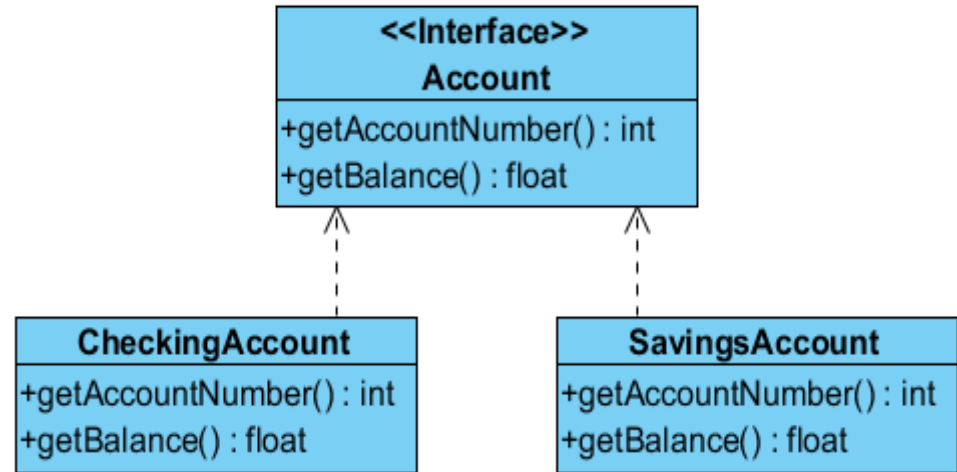 <<Interface>>
Account
+getAccountNumber() : int
+getBalance() : float
CheckingAccount
+getAccountNumber() : int
+getBalance() : float
SavingsAccount
+getAccountNumber() : int
+getBalance() : float